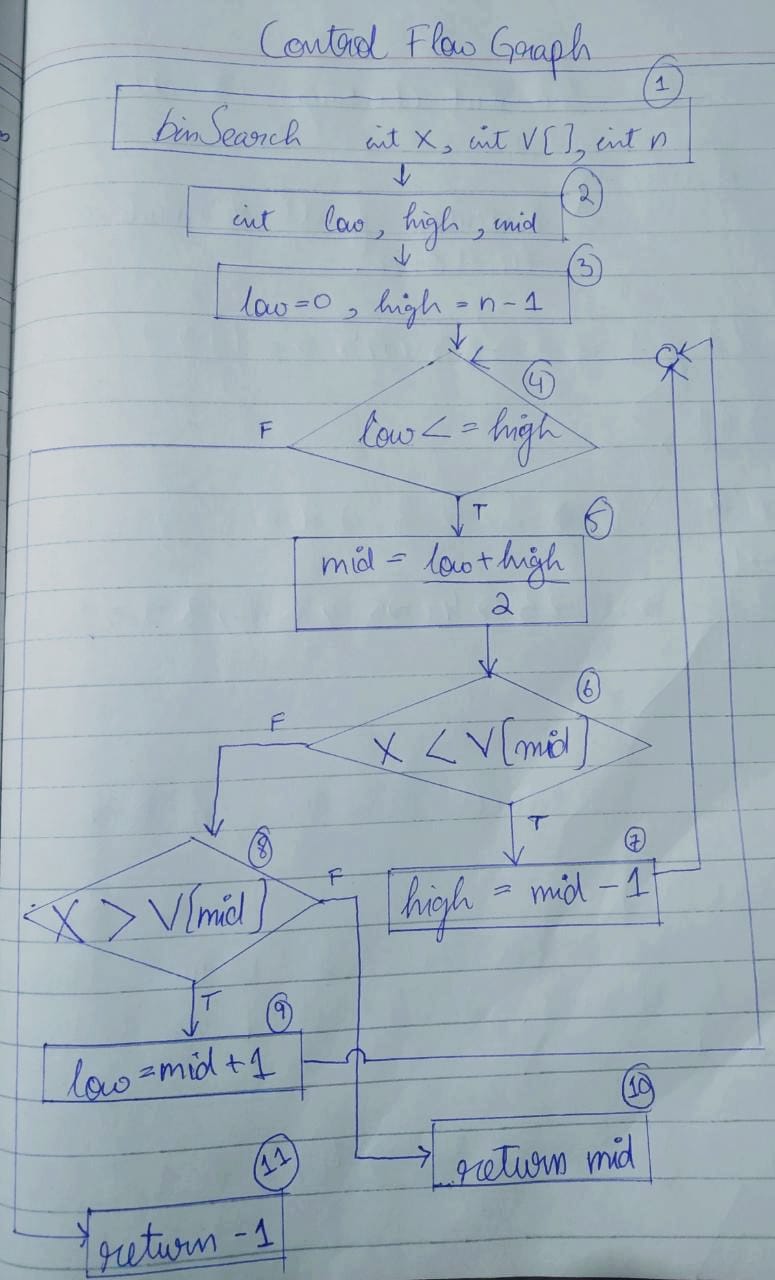 Control Flow Graph
1
binSearch int X, int V[], int n
2
int low, high, mid
3
low=0, high = n-1
4
F
low <= high
T
5
mid = low+high
2
6
F
X < V[mid]
T
7
8
F
high = mid - 1
X > V[mid]
T
9
low=mid+1
10
return mid
11
return -1